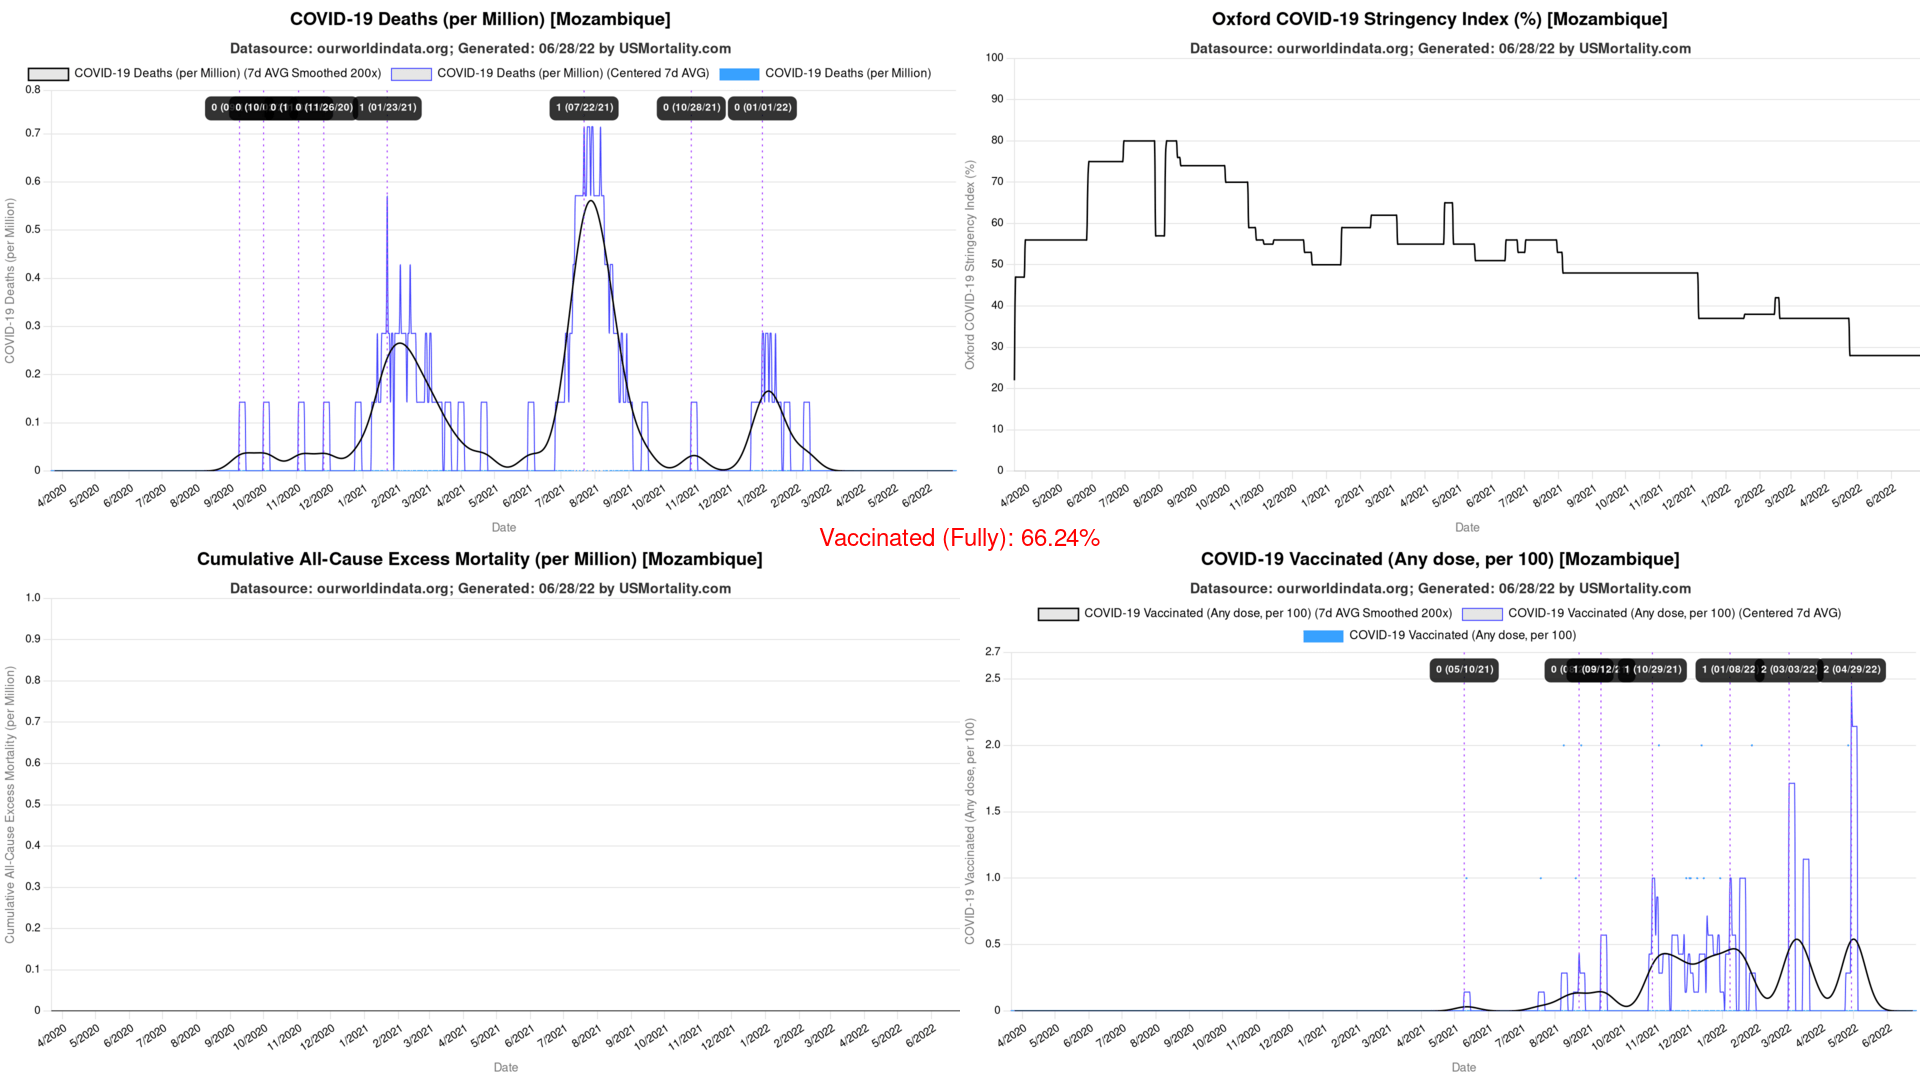 COVID-19 Deaths (per Million) [Mozambique]
Datasource: ourworldindata.org; Generated: 06/28/22 by USMortality.com
COVID-19 Deaths (per Million) (7d AVG Smoothed 200x) COVID-19 Deaths (per Million) (Centered 7d AVG) COVID-19 Deaths (per Million)
0 (11/26/20) 1 (01/23/21) 1 (07/22/21) 0 (10/28/21) 0 (01/01/22)
COVID-19 Deaths (per Million)
0.8
0.7
0.6
0.5
0.4
0.3
0.2
0.1
0
4/2020 5/2020 6/2020 7/2020 8/2020 9/2020 10/2020 11/2020 12/2020 1/2021 2/2021 3/2021 4/2021 5/2021 6/2021 7/2021 8/2021 9/2021 10/2021 11/2021 12/2021 1/2022 2/2022 3/2022 4/2022 5/2022 6/2022
Date
Oxford COVID-19 Stringency Index (%) [Mozambique]
Datasource: ourworldindata.org; Generated: 06/28/22 by USMortality.com
Oxford COVID-19 Stringency Index (%)
100
90
80
70
60
50
40
30
20
10
0
4/2020 5/2020 6/2020 7/2020 8/2020 9/2020 10/2020 11/2020 12/2020 1/2021 2/2021 3/2021 4/2021 5/2021 6/2021 7/2021 8/2021 9/2021 10/2021 11/2021 12/2021 1/2022 2/2022 3/2022 4/2022 5/2022 6/2022
Date
Vaccinated (Fully): 66.24%
Cumulative All-Cause Excess Mortality (per Million) [Mozambique]
Datasource: ourworldindata.org; Generated: 06/28/22 by USMortality.com
Cumulative All-Cause Excess Mortality (per Million)
1.0
0.9
0.8
0.7
0.6
0.5
0.4
0.3
0.2
0.1
0
4/2020 5/2020 6/2020 7/2020 8/2020 9/2020 10/2020 11/2020 12/2020 1/2021 2/2021 3/2021 4/2021 5/2021 6/2021 7/2021 8/2021 9/2021 10/2021 11/2021 12/2021 1/2022 2/2022 3/2022 4/2022 5/2022 6/2022
Date
COVID-19 Vaccinated (Any dose, per 100) [Mozambique]
Datasource: ourworldindata.org; Generated: 06/28/22 by USMortality.com
COVID-19 Vaccinated (Any dose, per 100) (7d AVG Smoothed 200x) COVID-19 Vaccinated (Any dose, per 100) (Centered 7d AVG)
COVID-19 Vaccinated (Any dose, per 100)
0 (05/10/21) 1 (09/12/2 1 (10/29/21) 1 (01/08/22 2 (03/03/22) 2 (04/29/22)
COVID-19 Vaccinated (Any dose, per 100)
2.7
2.5
2.0
1.5
1.0
0.5
0
4/2020 5/2020 6/2020 7/2020 8/2020 9/2020 10/2020 11/2020 12/2020 1/2021 2/2021 3/2021 4/2021 5/2021 6/2021 7/2021 8/2021 9/2021 10/2021 11/2021 12/2021 1/2022 2/2022 3/2022 4/2022 5/2022 6/2022
Date